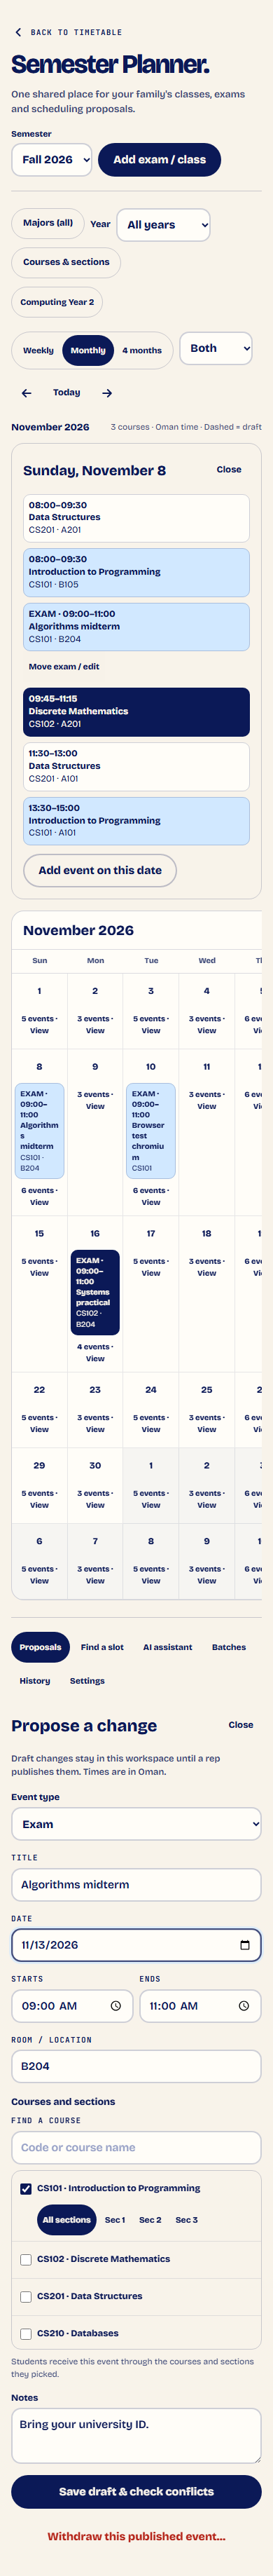 BACK TO TIMETABLE
Semester Planner.
One shared place for your family's classes, exams
and scheduling proposals.
Semester
Fall 2026
Add exam / class
Majors (all)
Year
All years
Courses & sections
Computing Year 2
Weekly
Monthly
4 months
Both
Today
November 2026
3 courses · Oman time · Dashed = draft
Sunday, November 8
Close
08:00–09:30
Data Structures
CS201 · A201
08:00–09:30
Introduction to Programming
CS101 · B105
EXAM · 09:00–11:00
Algorithms midterm
CS101 · B204
Move exam / edit
09:45–11:15
Discrete Mathematics
CS102 · A201
11:30–13:00
Data Structures
CS201 · A101
13:30–15:00
Introduction to Programming
CS101 · A101
Add event on this date
November 2026
Sun Mon Tue Wed
1 2 3 4
5 events · 3 events · 5 events · 3 events · 6
View View View View
8 9 10 11
EXAM ·
09:00–
11:00
Algorithm
s
midterm
CS101 ·
B204
6 events ·
View
3 events ·
View
EXAM ·
09:00–
11:00
Browser
test
chromiu
m
CS101
6 events ·
View
3 events ·
View
15 16 17 18
5 events ·
View
EXAM ·
09:00–
11:00
Systems
practical
CS102 ·
B204
4 events ·
View
5 events ·
View
3 events ·
View
22 23 24 25
5 events · 3 events · 5 events · 3 events · 6
View View View View
29 30 1 2
5 events · 3 events · 5 events · 3 events · 6
View View View View
6 7 8 9
5 events · 3 events · 5 events · 3 events · 6
View View View View
Proposals
Find a slot
AI assistant
Batches
History
Settings
Propose a change
Close
Draft changes stay in this workspace until a rep
publishes them. Times are in Oman.
Event type
Exam
TITLE
Algorithms midterm
DATE
11/13/2026
STARTS ENDS
09:00 AM 11:00 AM
ROOM / LOCATION
B204
Courses and sections
FIND A COURSE
Code or course name
CS101 · Introduction to Programming
All sections Sec 1 Sec 2 Sec 3
CS102 · Discrete Mathematics
CS201 · Data Structures
CS210 · Databases
Students receive this event through the courses and sections
they picked.
Notes
Bring your university ID.
Save draft & check conflicts
Withdraw this published event...